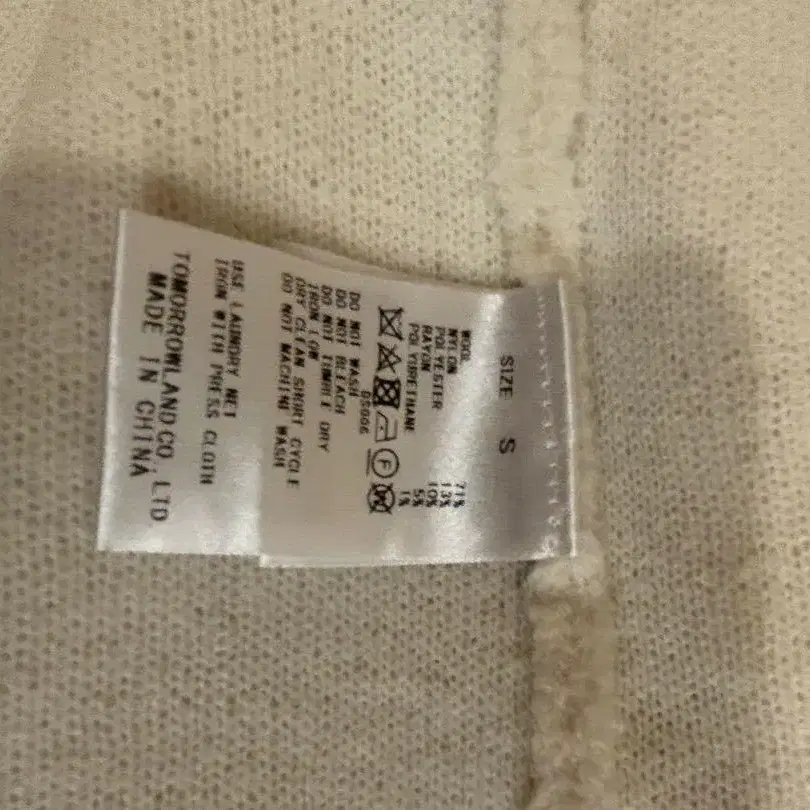 SIZE S
WOOL 71%
NYLON 13%
POLYESTER 10%
RAYON 5%
POLYURETHANE 1%
F W
DO NOT WASH
DO NOT BLEACH
DO NOT TUMBLE DRY
IRON LOW
DRY CLEAN SHORT CYCLE
DO NOT MACHINE WASH
USE LAUNDRY NET
IRON WITH PRESS CLOTH
TOMORROWLAND CO., LTD
MADE IN CHINA